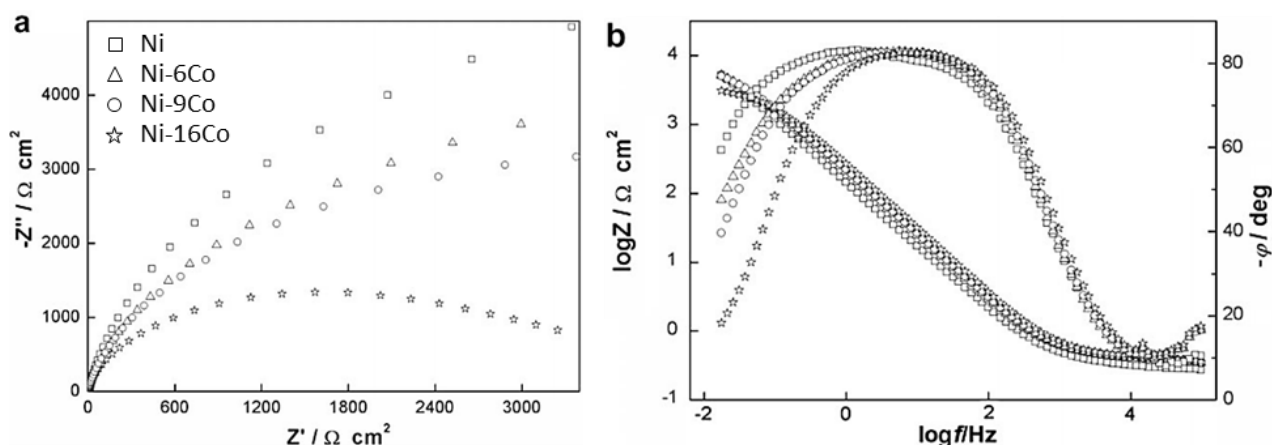 a
Ni
Ni-6Co
Ni-9Co
Ni-16Co
-Z'' / Ω cm²
4000
3000
2000
1000
0
0 600 1200 1800 2400 3000
Z' / Ω cm²
b
logZ / Ω cm²
4
3
2
1
0
-1
-2 0 2 4
logf/Hz
80
60
40
20
0
-φ / deg